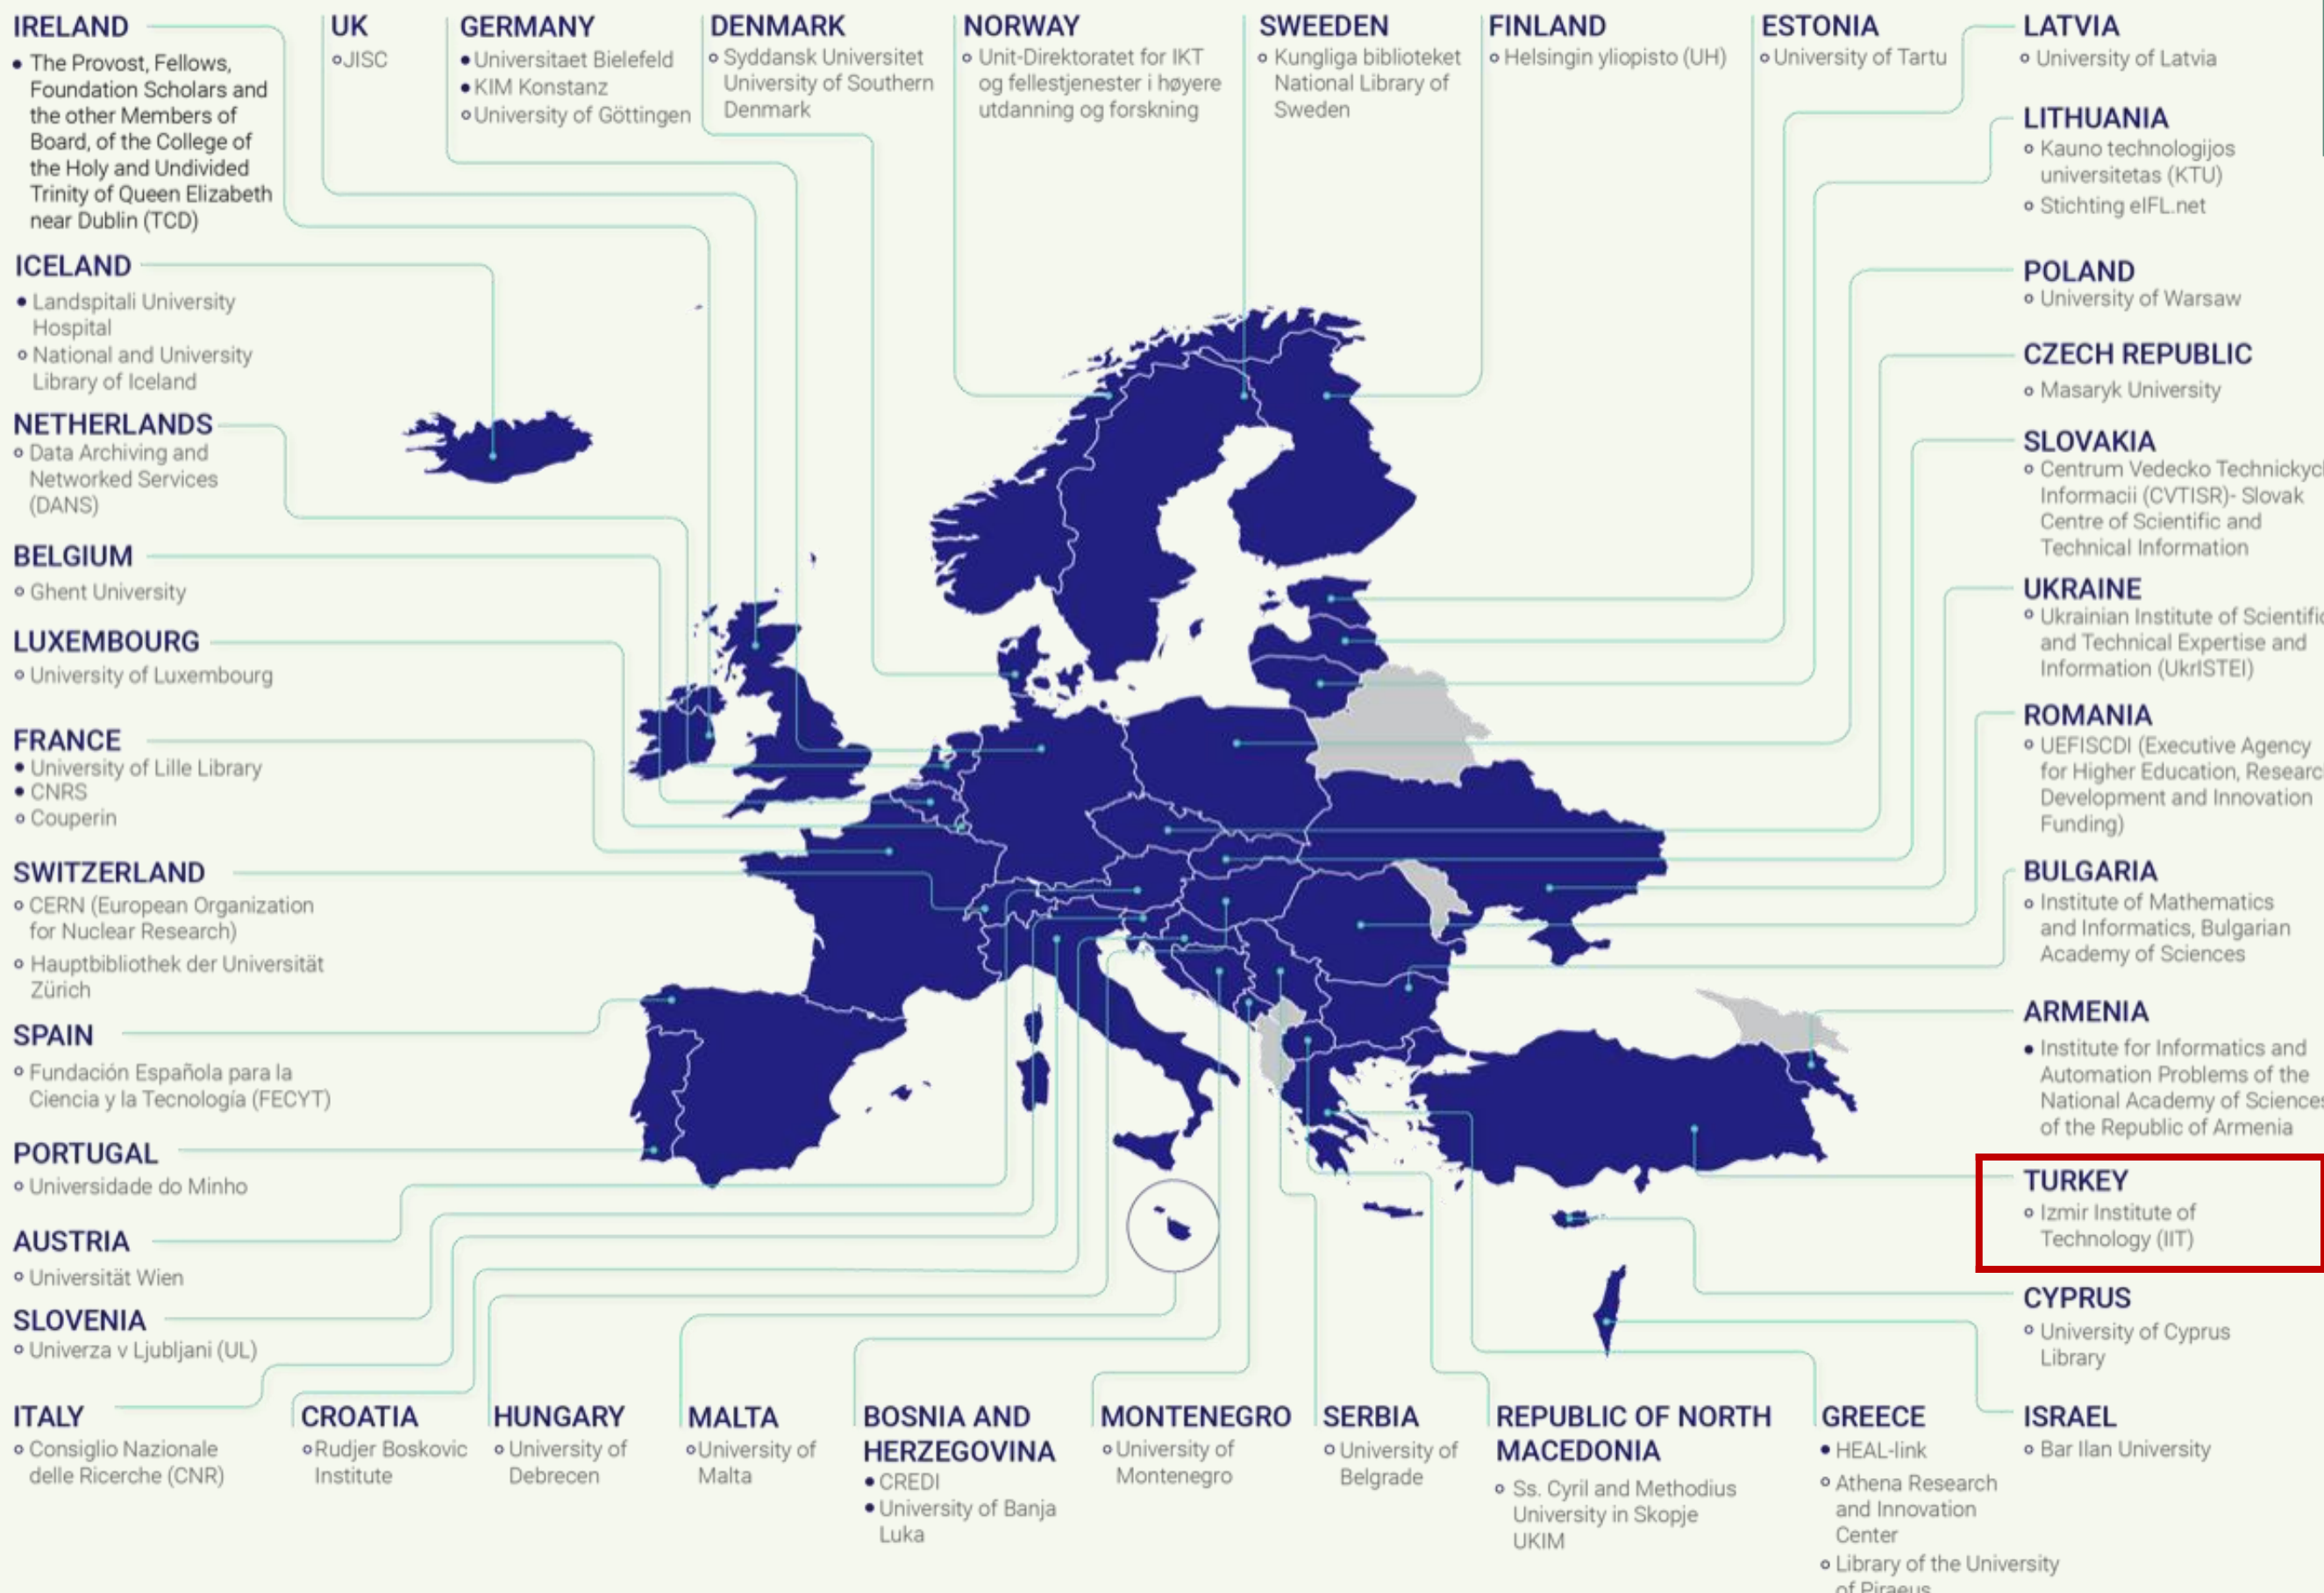 IRELAND
• The Provost, Fellows,
Foundation Scholars and
the other Members of
Board, of the College of
the Holy and Undivided
Trinity of Queen Elizabeth
near Dublin (TCD)
UK
◦ JISC
GERMANY
• Universitaet Bielefeld
• KIM Konstanz
◦ University of Göttingen
DENMARK
◦ Syddansk Universitet
University of Southern
Denmark
NORWAY
◦ Unit-Direktoratet for IKT
og fellestjenester i høyere
utdanning og forskning
SWEEDEN
◦ Kungliga biblioteket
National Library of
Sweden
FINLAND
◦ Helsingin yliopisto (UH)
ESTONIA
◦ University of Tartu
LATVIA
◦ University of Latvia
LITHUANIA
◦ Kauno technologijos
universitetas (KTU)
◦ Stichting eIFL.net
POLAND
◦ University of Warsaw
CZECH REPUBLIC
◦ Masaryk University
SLOVAKIA
◦ Centrum Vedecko Technickyc
Informacii (CVTISR)- Slovak
Centre of Scientific and
Technical Information
UKRAINE
◦ Ukrainian Institute of Scientific
and Technical Expertise and
Information (UkrISTEI)
ROMANIA
◦ UEFISCDI (Executive Agency
for Higher Education, Researc
Development and Innovation
Funding)
BULGARIA
◦ Institute of Mathematics
and Informatics, Bulgarian
Academy of Sciences
ARMENIA
• Institute for Informatics and
Automation Problems of the
National Academy of Sciences
of the Republic of Armenia
TURKEY
◦ Izmir Institute of
Technology (IIT)
CYPRUS
◦ University of Cyprus
Library
ISRAEL
◦ Bar Ilan University
ICELAND
• Landspitali University
Hospital
◦ National and University
Library of Iceland
NETHERLANDS
◦ Data Archiving and
Networked Services
(DANS)
BELGIUM
◦ Ghent University
LUXEMBOURG
◦ University of Luxembourg
FRANCE
• University of Lille Library
• CNRS
◦ Couperin
SWITZERLAND
◦ CERN (European Organization
for Nuclear Research)
◦ Hauptbibliothek der Universität
Zürich
SPAIN
◦ Fundación Española para la
Ciencia y la Tecnología (FECYT)
PORTUGAL
◦ Universidade do Minho
AUSTRIA
◦ Universität Wien
SLOVENIA
◦ Univerza v Ljubljani (UL)
ITALY
◦ Consiglio Nazionale
delle Ricerche (CNR)
CROATIA
◦ Rudjer Boskovic
Institute
HUNGARY
◦ University of
Debrecen
MALTA
◦ University of
Malta
BOSNIA AND
HERZEGOVINA
• CREDI
• University of Banja
Luka
MONTENEGRO
◦ University of
Montenegro
SERBIA
◦ University of
Belgrade
REPUBLIC OF NORTH
MACEDONIA
◦ Ss. Cyril and Methodius
University in Skopje
UKIM
GREECE
• HEAL-link
◦ Athena Research
and Innovation
Center
◦ Library of the University
of Piraeus